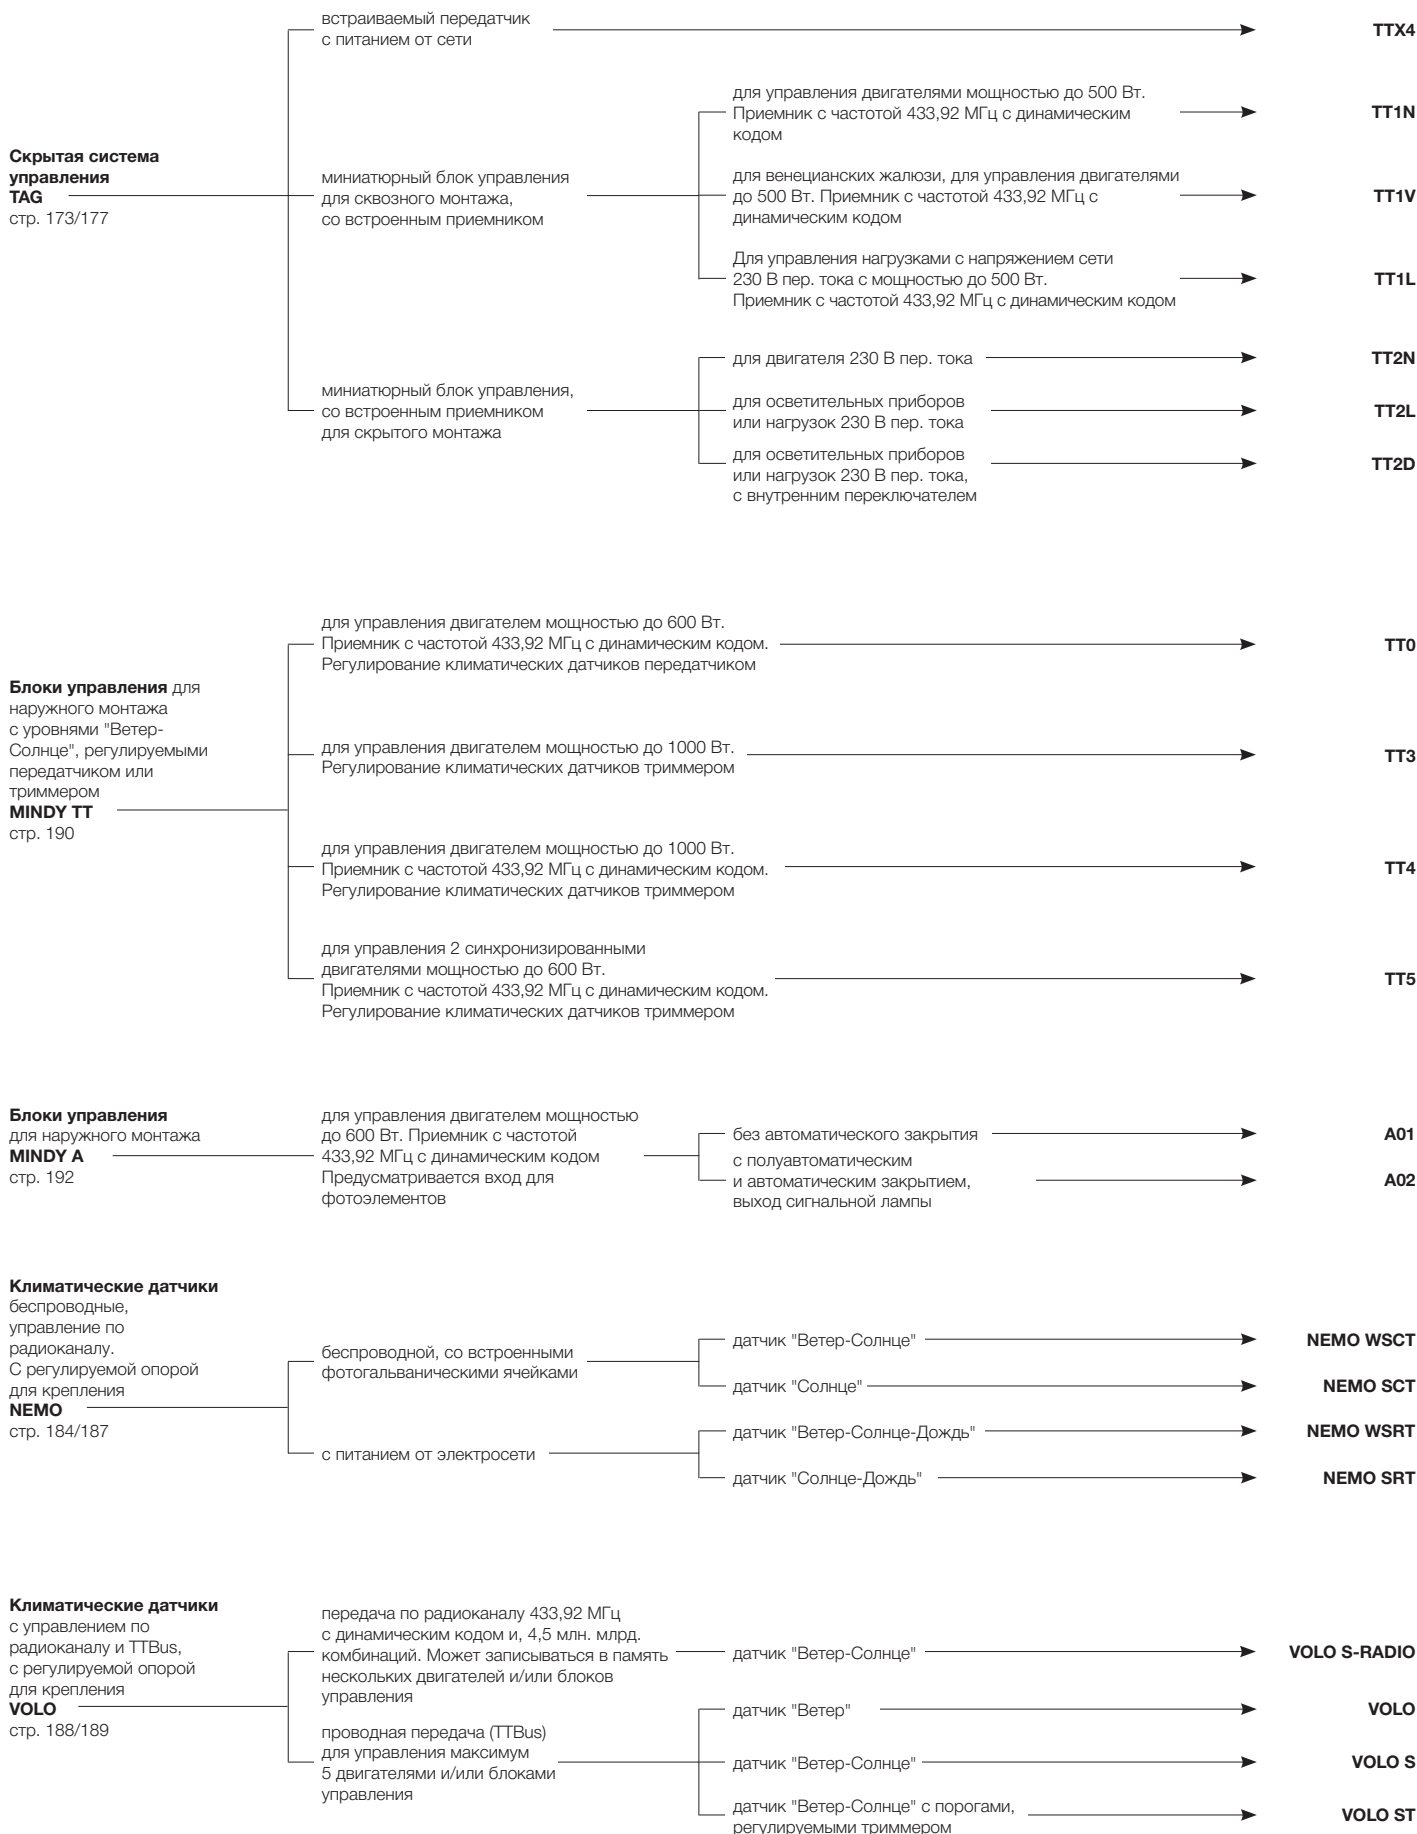 встраиваемый передатчик
с питанием от сети
TTX4
для управления двигателями мощностью до 500 Вт.
Приемник с частотой 433,92 МГц с динамическим
кодом
TT1N
Скрытая система
управления
TAG
стр. 173/177
миниатюрный блок управления
для сквозного монтажа,
со встроенным приемником
для венецианских жалюзи, для управления двигателями
до 500 Вт. Приемник с частотой 433,92 МГц с
динамическим кодом
TT1V
Для управления нагрузками с напряжением сети
230 В пер. тока с мощностью до 500 Вт.
Приемник с частотой 433,92 МГц с динамическим кодом
TT1L
миниатюрный блок управления,
со встроенным приемником
для скрытого монтажа
для двигателя 230 В пер. тока
TT2N
для осветительных приборов
или нагрузок 230 В пер. тока
TT2L
для осветительных приборов
или нагрузок 230 В пер. тока,
с внутренним переключателем
TT2D
Блоки управления для
наружного монтажа
с уровнями "Ветер-
Солнце", регулируемыми
передатчиком или
триммером
MINDY TT
стр. 190
для управления двигателем мощностью до 600 Вт.
Приемник с частотой 433,92 МГц с динамическим кодом.
Регулирование климатических датчиков передатчиком
TT0
для управления двигателем мощностью до 1000 Вт.
Регулирование климатических датчиков триммером
TT3
для управления двигателем мощностью до 1000 Вт.
Приемник с частотой 433,92 МГц с динамическим кодом.
Регулирование климатических датчиков триммером
TT4
для управления 2 синхронизированными
двигателями мощностью до 600 Вт.
Приемник с частотой 433,92 МГц с динамическим кодом.
Регулирование климатических датчиков триммером
TT5
Блоки управления
для наружного монтажа
MINDY A
стр. 192
для управления двигателем мощностью
до 600 Вт. Приемник с частотой
433,92 МГц с динамическим кодом
Предусматривается вход для
фотоэлементов
без автоматического закрытия
A01
с полуавтоматическим
и автоматическим закрытием,
выход сигнальной лампы
A02
Климатические датчики
беспроводные,
управление по
радиоканалу.
С регулируемой опорой
для крепления
NEMO
стр. 184/187
беспроводной, со встроенными
фотогальваническими ячейками
датчик "Ветер-Солнце"
NEMO WSCT
датчик "Солнце"
NEMO SCT
с питанием от электросети
датчик "Ветер-Солнце-Дождь"
NEMO WSRT
датчик "Солнце-Дождь"
NEMO SRT
Климатические датчики
с управлением по
радиоканалу и TTBus,
с регулируемой опорой
для крепления
VOLO
стр. 188/189
передача по радиоканалу 433,92 МГц
с динамическим кодом и, 4,5 млн. млрд.
комбинаций. Может записываться в память
нескольких двигателей и/или блоков
управления
датчик "Ветер-Солнце"
VOLO S-RADIO
проводная передача (TTBus)
для управления максимум
5 двигателями и/или блоками
управления
датчик "Ветер"
VOLO
датчик "Ветер-Солнце"
VOLO S
датчик "Ветер-Солнце" с порогами,
регулируемыми триммером
VOLO ST